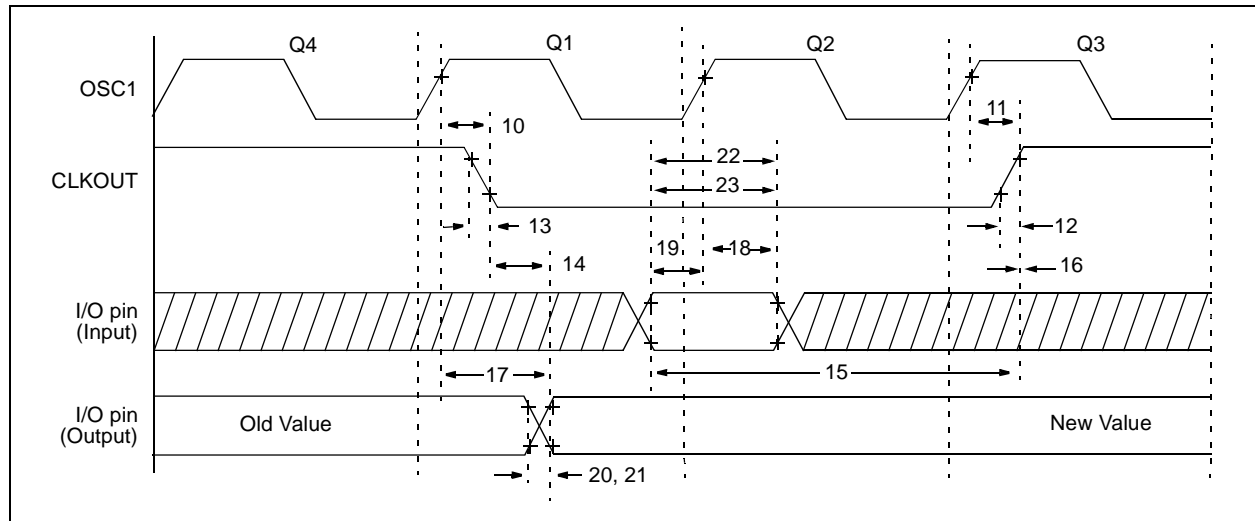 Q4
Q1
Q2
Q3
OSC1
10
11
22
CLKOUT
23
13
12
19
18
14
16
I/O pin
(Input)
17
15
I/O pin
(Output)
Old Value
New Value
20, 21